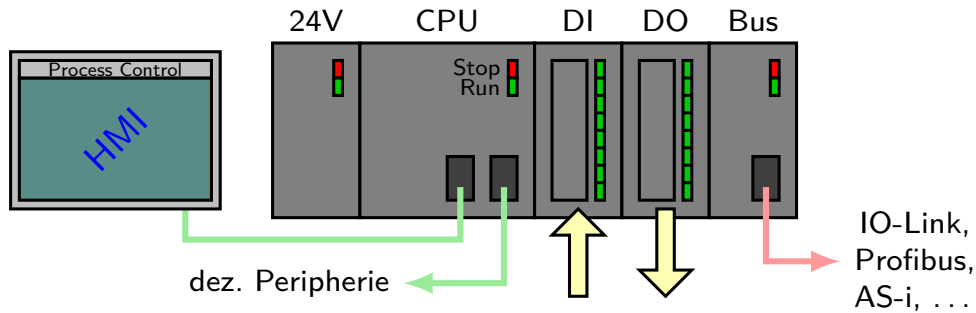 24V CPU DI DO Bus
Process Control
Stop
Run
HMI
dez. Peripherie
IO-Link,
Profibus,
AS-i, ...